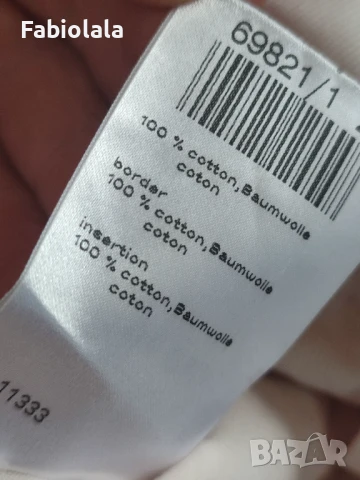 Fabiolala
69821/1
100 % cotton,Baumwolle
coton
border
100 % cotton,Baumwolle
coton
insertion
100 % cotton,Baumwolle
coton
11333
BAZAR